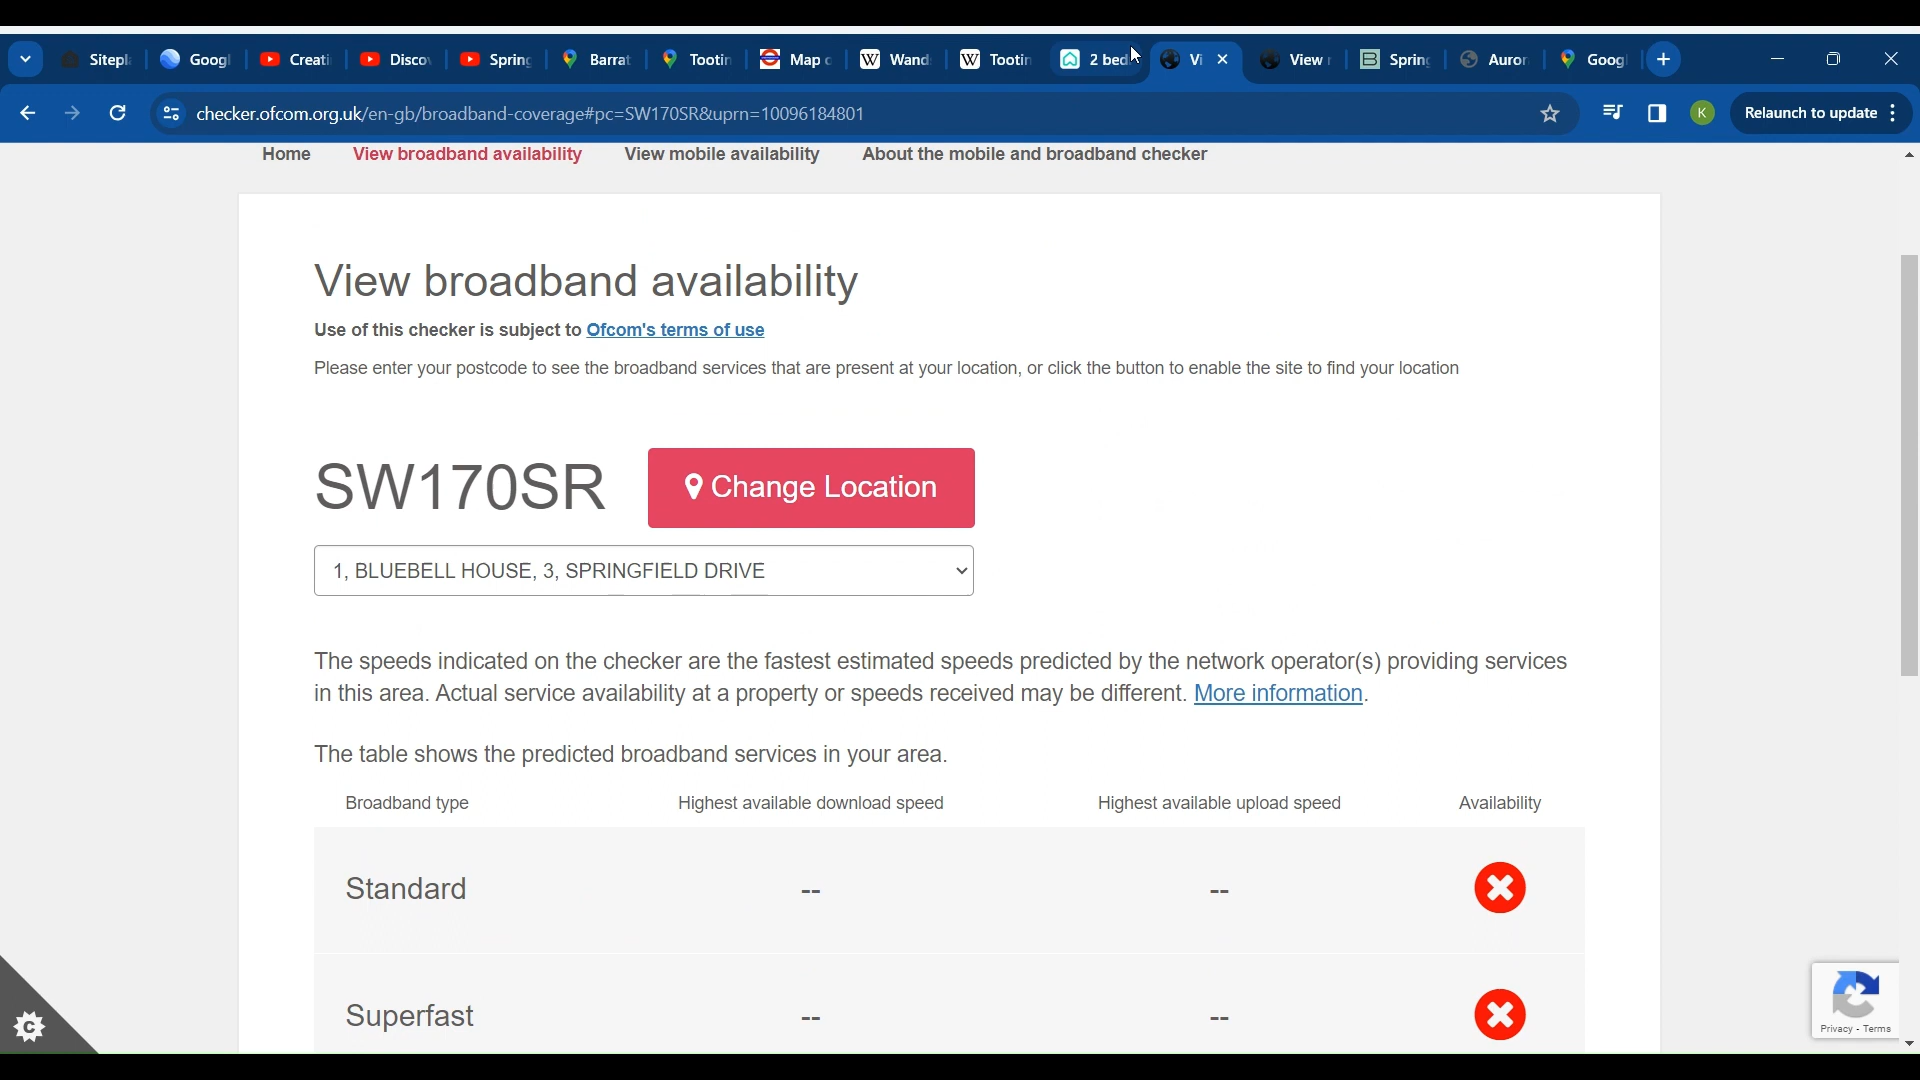 Sitepl
Googl
Creati
Disco
Spring
Barrat
Tootin
Map o
Wand
Tootin
2 bed
Vi
View r
Spring
Auror
Googl
checker.ofcom.org.uk/en-gb/broadband-coverage#pc=SW170SR&uprn=10096184801
K
Relaunch to update
Home
View broadband availability
View mobile availability
About the mobile and broadband checker
View broadband availability
Use of this checker is subject to Ofcom's terms of use
Please enter your postcode to see the broadband services that are present at your location, or click the button to enable the site to find your location
SW170SR
Change Location
1, BLUEBELL HOUSE, 3, SPRINGFIELD DRIVE
The speeds indicated on the checker are the fastest estimated speeds predicted by the network operator(s) providing services
in this area. Actual service availability at a property or speeds received may be different. More information.
The table shows the predicted broadband services in your area.
Broadband type
Highest available download speed
Highest available upload speed
Availability
Standard
--
--
Superfast
--
--
Privacy - Terms